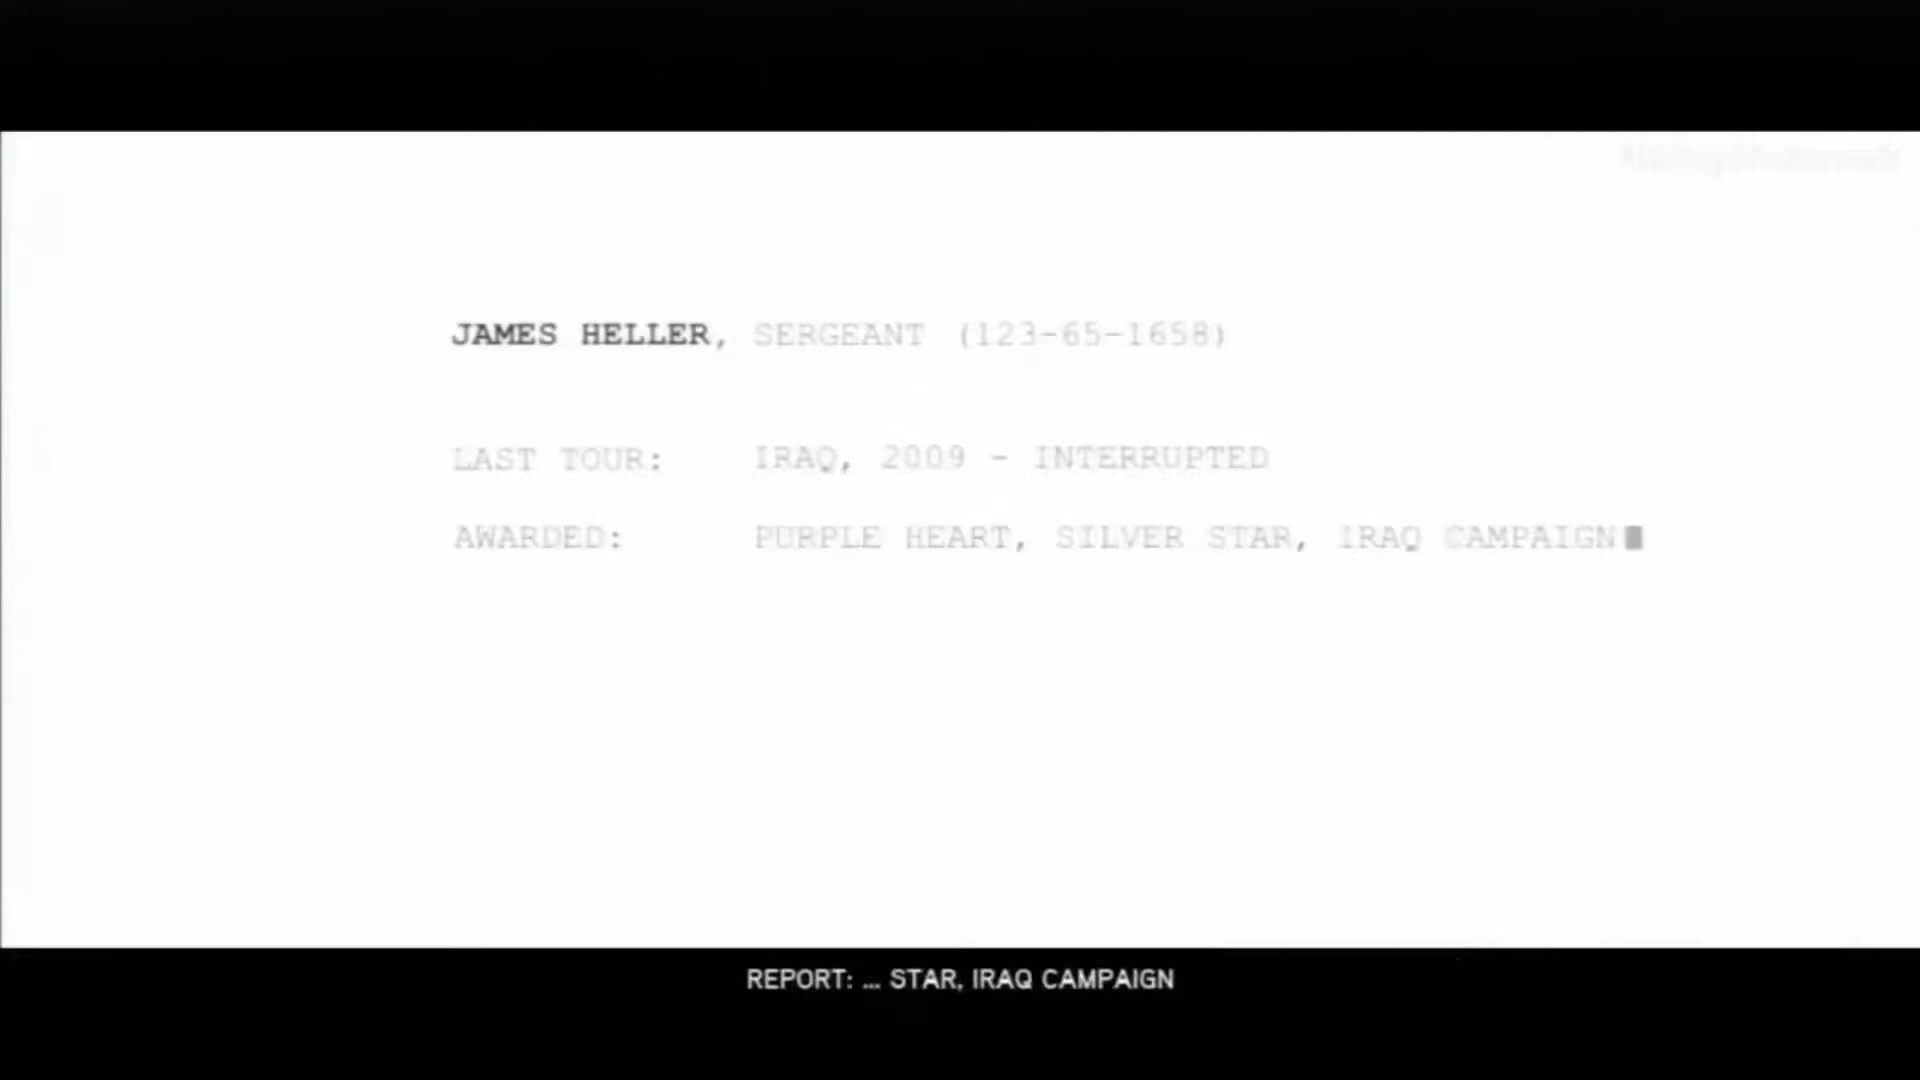 JAMES HELLER, SERGEANT (123-65-1658)
LAST TOUR: IRAQ, 2009 - INTERRUPTED
AWARDED: PURPLE HEART, SILVER STAR, IRAQ CAMPAIGN
REPORT: ... STAR, IRAQ CAMPAIGN